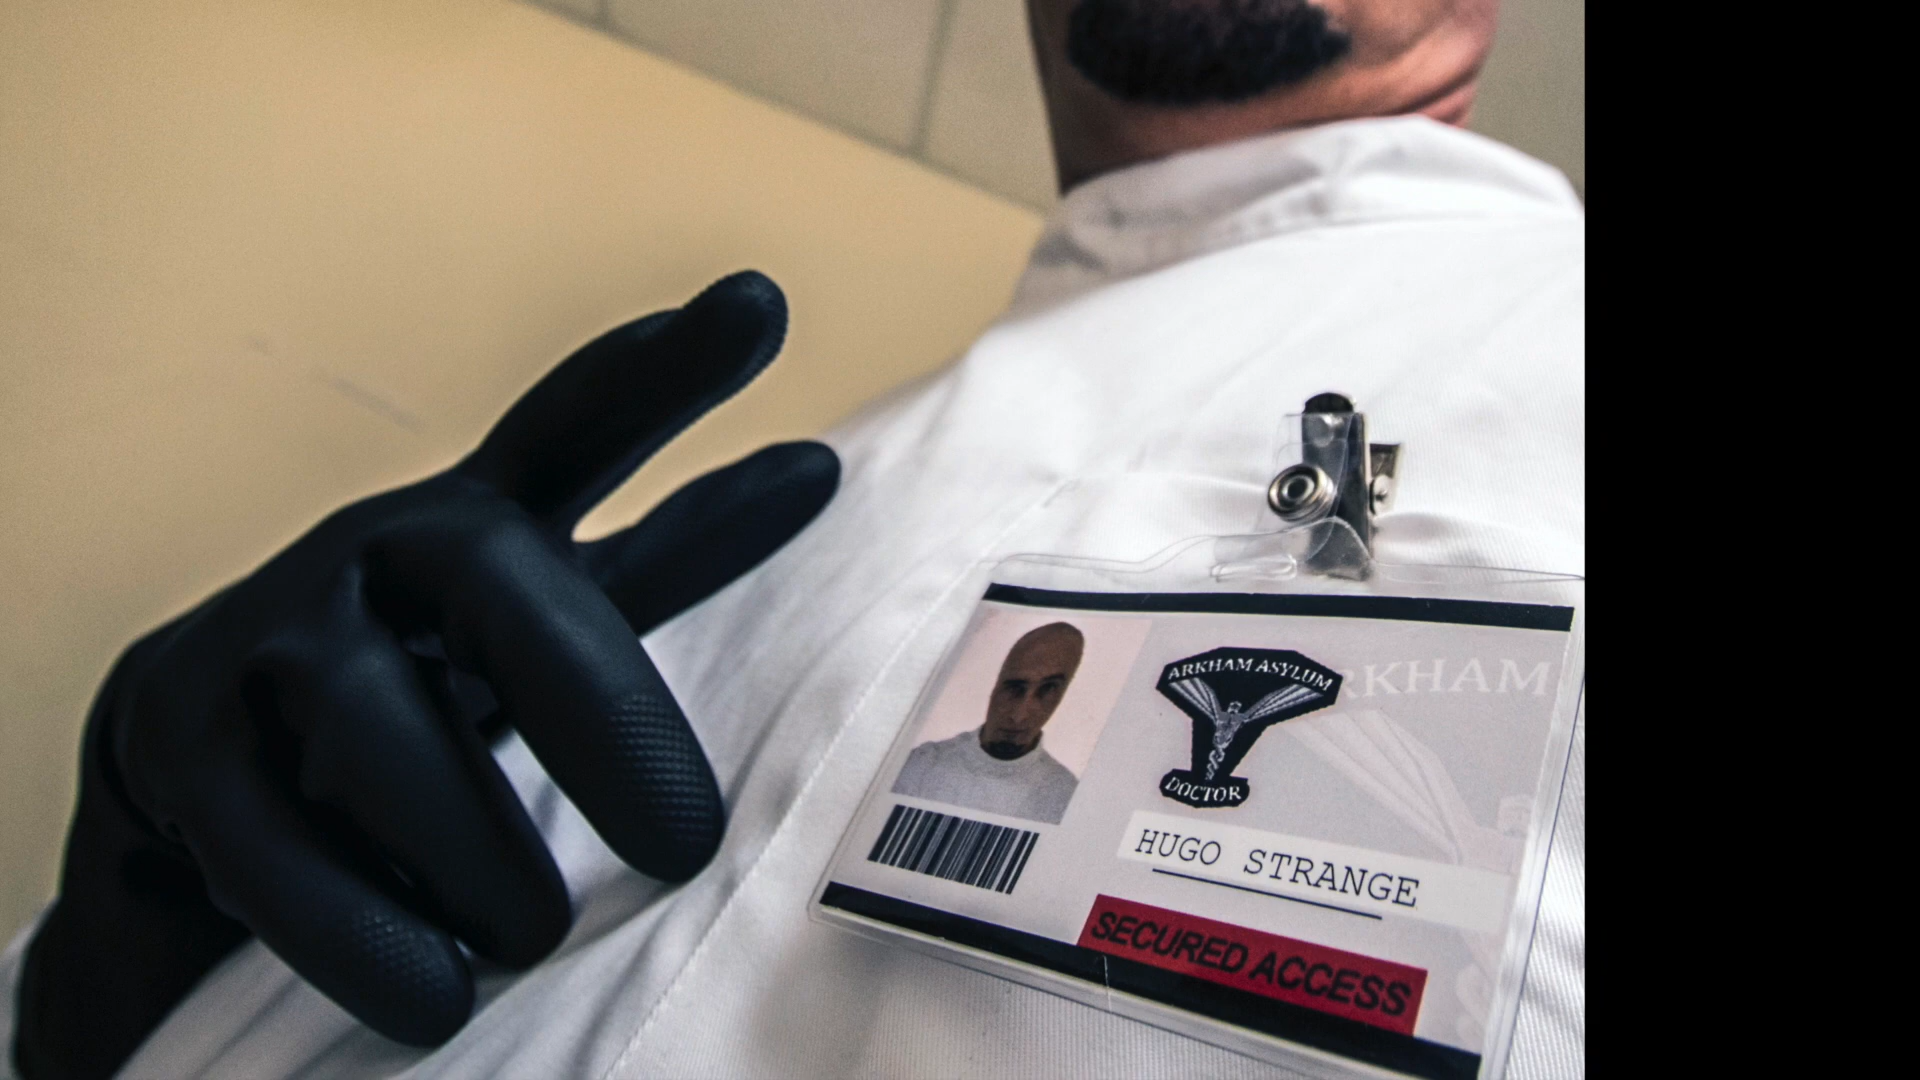 ARKHAM ASYLUM
RKHAM
DOCTOR
HUGO STRANGE
SECURED ACCESS